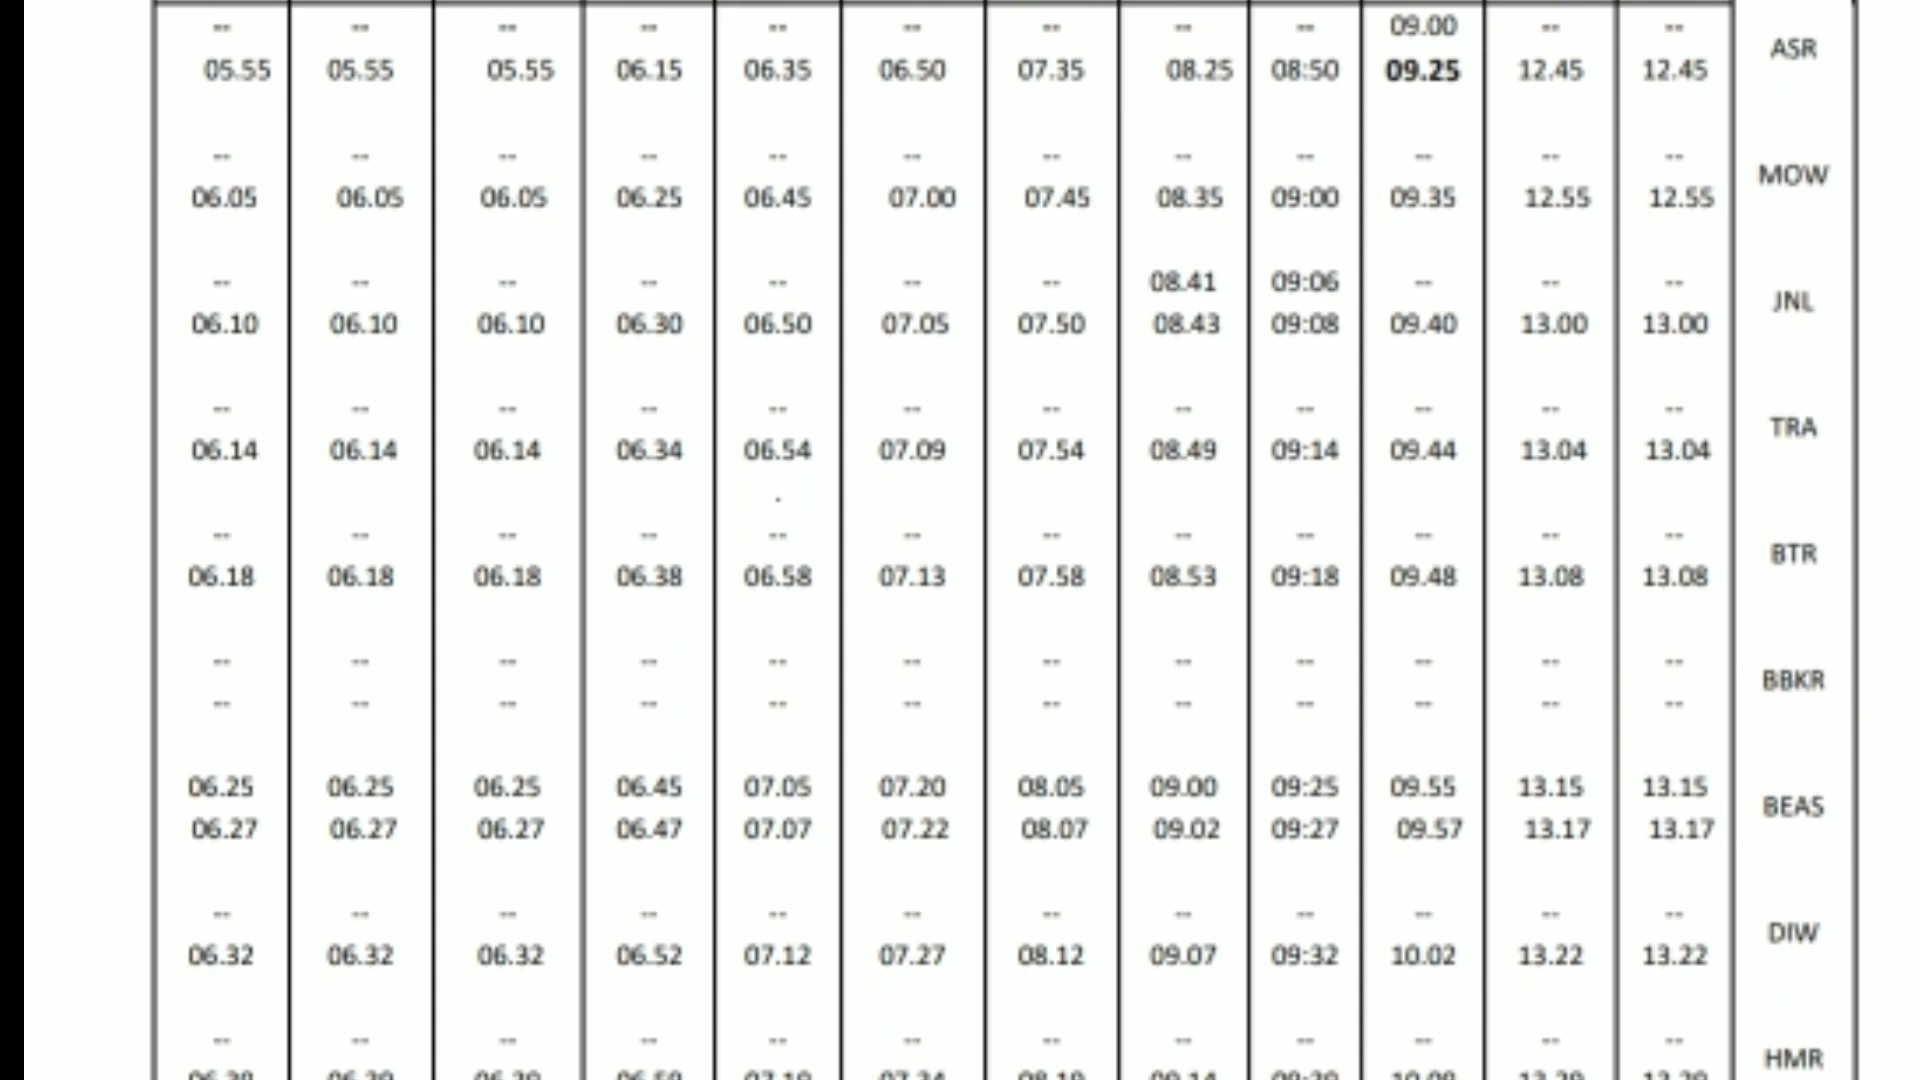 -- -- -- -- -- -- -- -- -- 09.00 -- --
ASR
05.55 05.55 05.55 06.15 06.35 06.50 07.35 08.25 08:50 09.25 12.45 12.45
-- -- -- -- -- -- -- -- -- -- -- --
MOW
06.05 06.05 06.05 06.25 06.45 07.00 07.45 08.35 09:00 09.35 12.55 12.55
-- -- -- -- -- -- -- 08.41 09:06 -- -- --
JNL
06.10 06.10 06.10 06.30 06.50 07.05 07.50 08.43 09:08 09.40 13.00 13.00
-- -- -- -- -- -- -- -- -- -- -- --
TRA
06.14 06.14 06.14 06.34 06.54 07.09 07.54 08.49 09:14 09.44 13.04 13.04
-- -- -- -- -- -- -- -- -- -- -- --
BTR
06.18 06.18 06.18 06.38 06.58 07.13 07.58 08.53 09:18 09.48 13.08 13.08
-- -- -- -- -- -- -- -- -- -- -- --
BBKR
-- -- -- -- -- -- -- -- -- -- -- --
06.25 06.25 06.25 06.45 07.05 07.20 08.05 09.00 09:25 09.55 13.15 13.15
BEAS
06.27 06.27 06.27 06.47 07.07 07.22 08.07 09.02 09:27 09.57 13.17 13.17
-- -- -- -- -- -- -- -- -- -- -- --
DIW
06.32 06.32 06.32 06.52 07.12 07.27 08.12 09.07 09:32 10.02 13.22 13.22
-- -- -- -- -- -- -- -- -- -- -- --
HMR